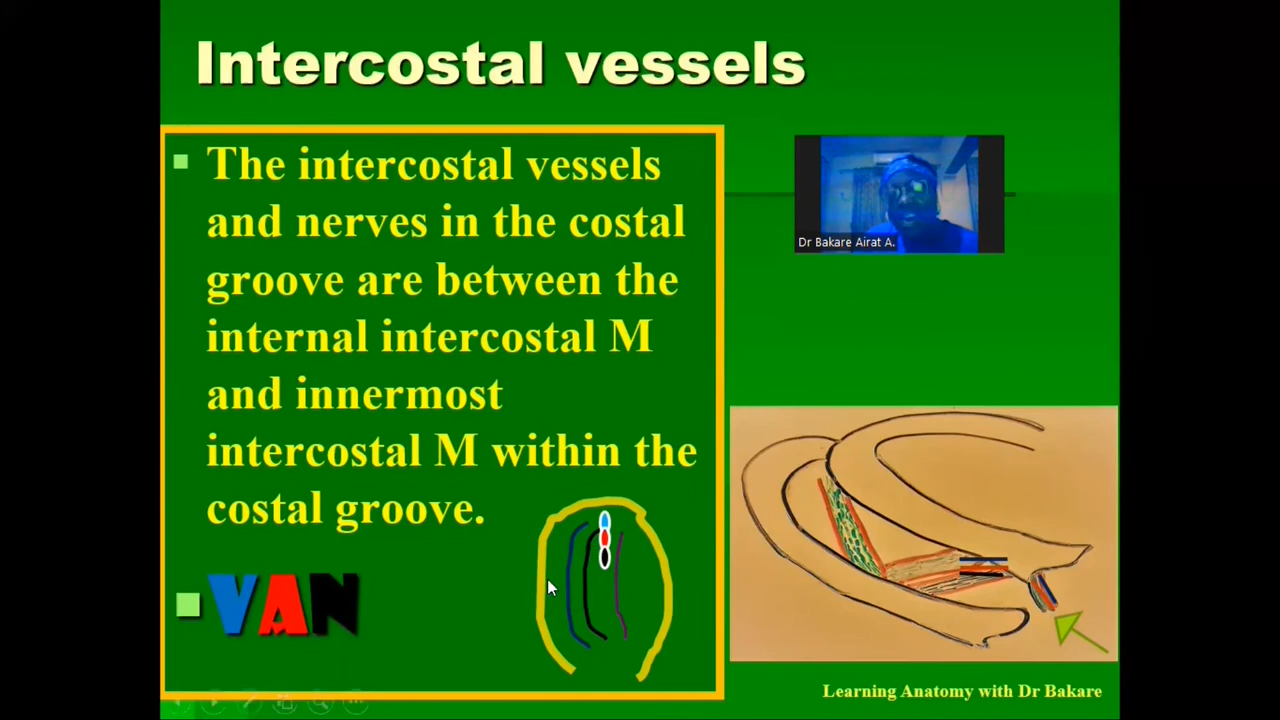 Intercostal vessels
The intercostal vessels
and nerves in the costal
groove are between the
internal intercostal M
and innermost
intercostal M within the
costal groove.
VAN
Dr Bakare Airat A.
Learning Anatomy with Dr Bakare